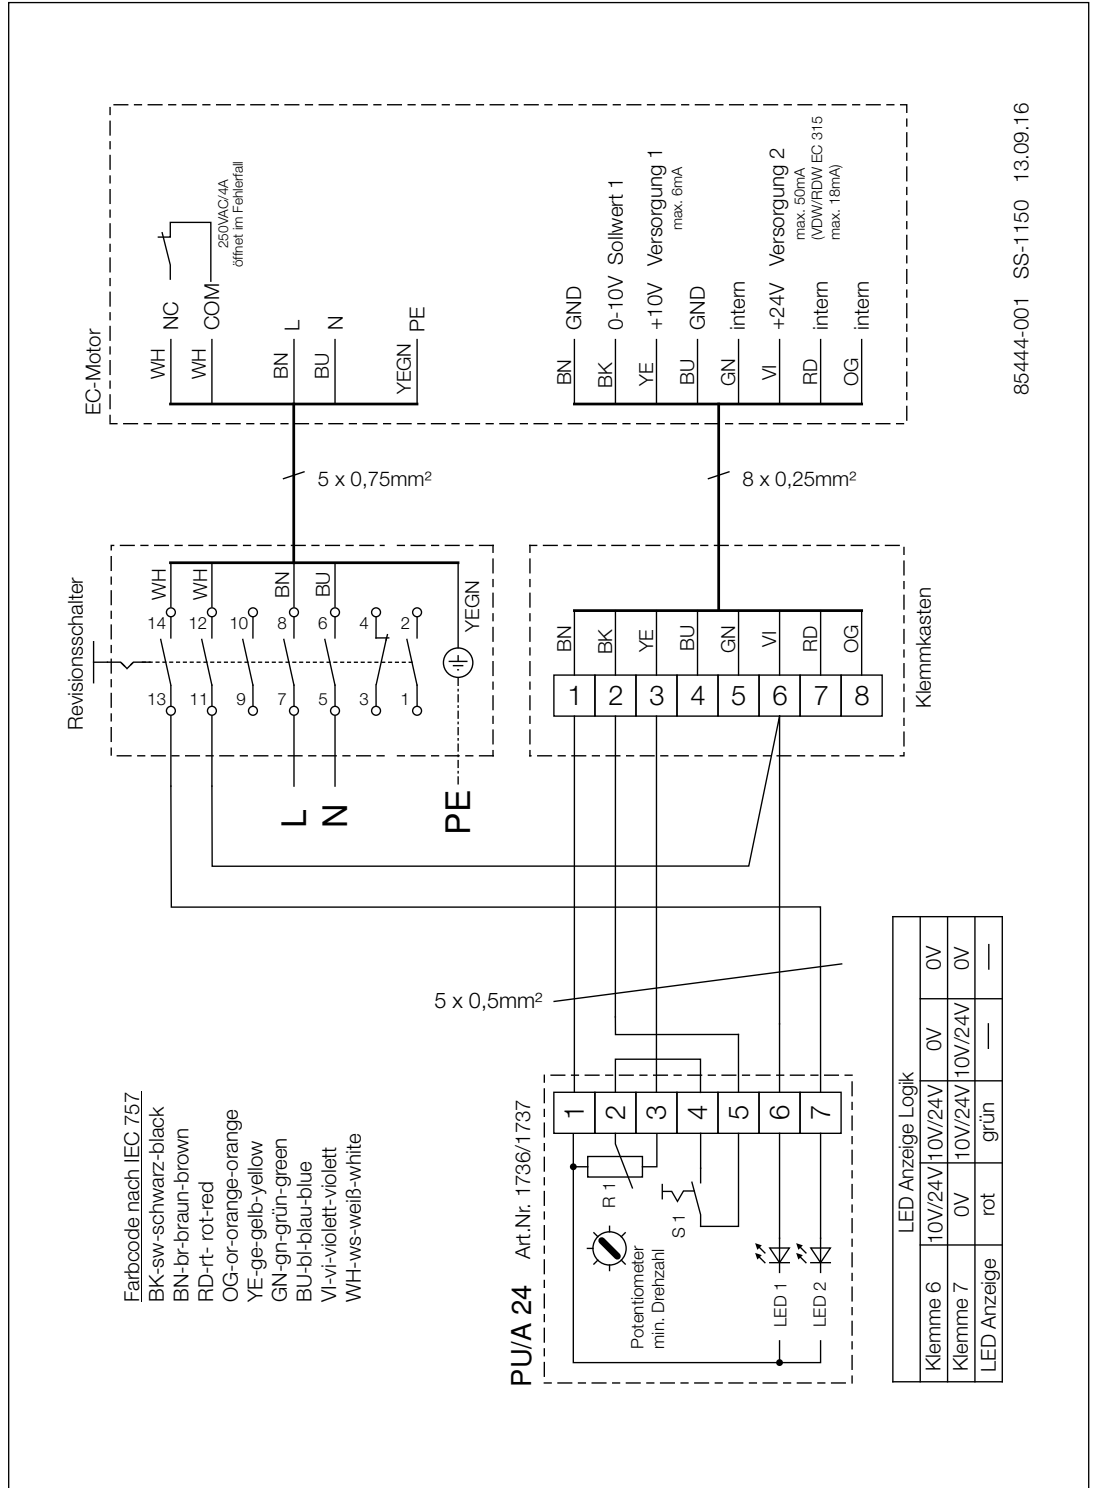 EC-Motor
WH
NC
WH
COM
250VAC/4A
öffnet im Fehlerfall
BN
L
BU
N
YEGN
PE
BN
GND
BK
0-10V Sollwert 1
YE
+10V Versorgung 1
max. 6mA
BU
GND
GN
intern
VI
+24V Versorgung 2
max. 50mA
(VDW/RDW EC 315
max. 18mA)
RD
intern
OG
intern
5 x 0,75mm²
8 x 0,25mm²
Revisionsschalter
WH
WH
BN
BU
YEGN
14
12
10
8
6
4
2
13
11
9
7
5
3
1
L
N
PE
Klemmkasten
BN
BK
YE
BU
GN
VI
RD
OG
1
2
3
4
5
6
7
8
5 x 0,5mm²
PU/A 24 Art.Nr. 1736/1737
1
2
3
4
5
6
7
R 1
S 1
Potentiometer
min. Drehzahl
LED 1
LED 2
Farbcode nach IEC 757
BK-sw-schwarz-black
BN-br-braun-brown
RD-rt- rot-red
OG-or-orange-orange
YE-ge-gelb-yellow
GN-gn-grün-green
BU-bl-blau-blue
VI-vi-violett-violett
WH-ws-weiß-white
LED Anzeige Logik
Klemme 6 10V/24V 10V/24V 0V 0V
Klemme 7 0V 10V/24V 10V/24V 0V
LED Anzeige rot grün — —
85444-001 SS-1150 13.09.16